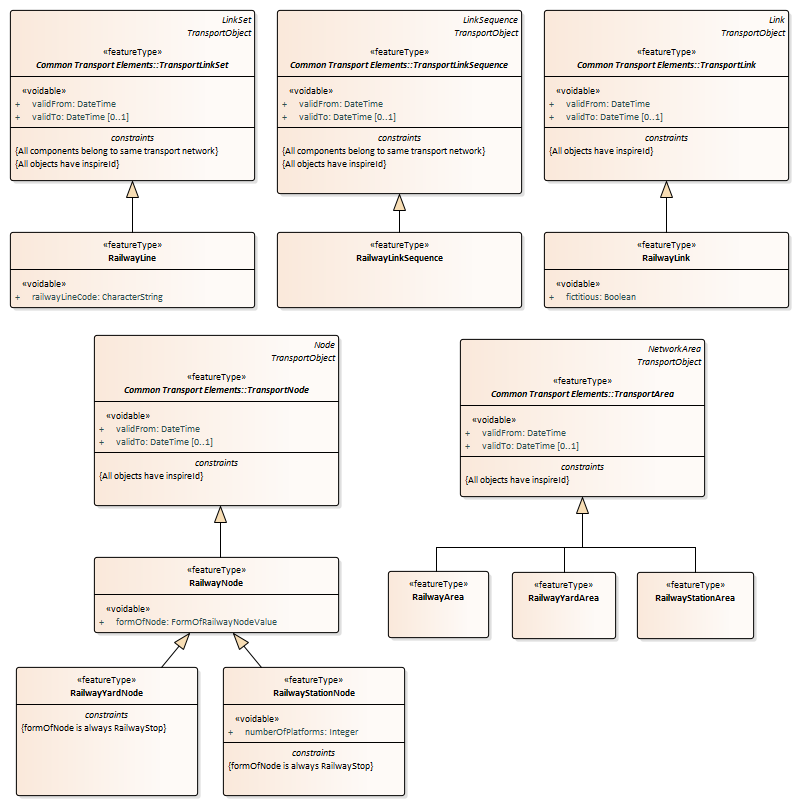 LinkSet
TransportObject
«featureType»
Common Transport Elements::TransportLinkSet
«voidable»
+ validFrom: DateTime
+ validTo: DateTime [0..1]
constraints
{All components belong to same transport network}
{All objects have inspireId}
LinkSequence
TransportObject
«featureType»
Common Transport Elements::TransportLinkSequence
«voidable»
+ validFrom: DateTime
+ validTo: DateTime [0..1]
constraints
{All components belong to same transport network}
{All objects have inspireId}
Link
TransportObject
«featureType»
Common Transport Elements::TransportLink
«voidable»
+ validFrom: DateTime
+ validTo: DateTime [0..1]
constraints
{All objects have inspireId}
«featureType»
RailwayLine
«voidable»
+ railwayLineCode: CharacterString
«featureType»
RailwayLinkSequence
«featureType»
RailwayLink
«voidable»
+ fictitious: Boolean
Node
TransportObject
«featureType»
Common Transport Elements::TransportNode
«voidable»
+ validFrom: DateTime
+ validTo: DateTime [0..1]
constraints
{All objects have inspireId}
NetworkArea
TransportObject
«featureType»
Common Transport Elements::TransportArea
«voidable»
+ validFrom: DateTime
+ validTo: DateTime [0..1]
constraints
{All objects have inspireId}
«featureType»
RailwayNode
«voidable»
+ formOfNode: FormOfRailwayNodeValue
«featureType»
RailwayArea
«featureType»
RailwayYardArea
«featureType»
RailwayStationArea
«featureType»
RailwayYardNode
constraints
{formOfNode is always RailwayStop}
«featureType»
RailwayStationNode
«voidable»
+ numberOfPlatforms: Integer
constraints
{formOfNode is always RailwayStop}